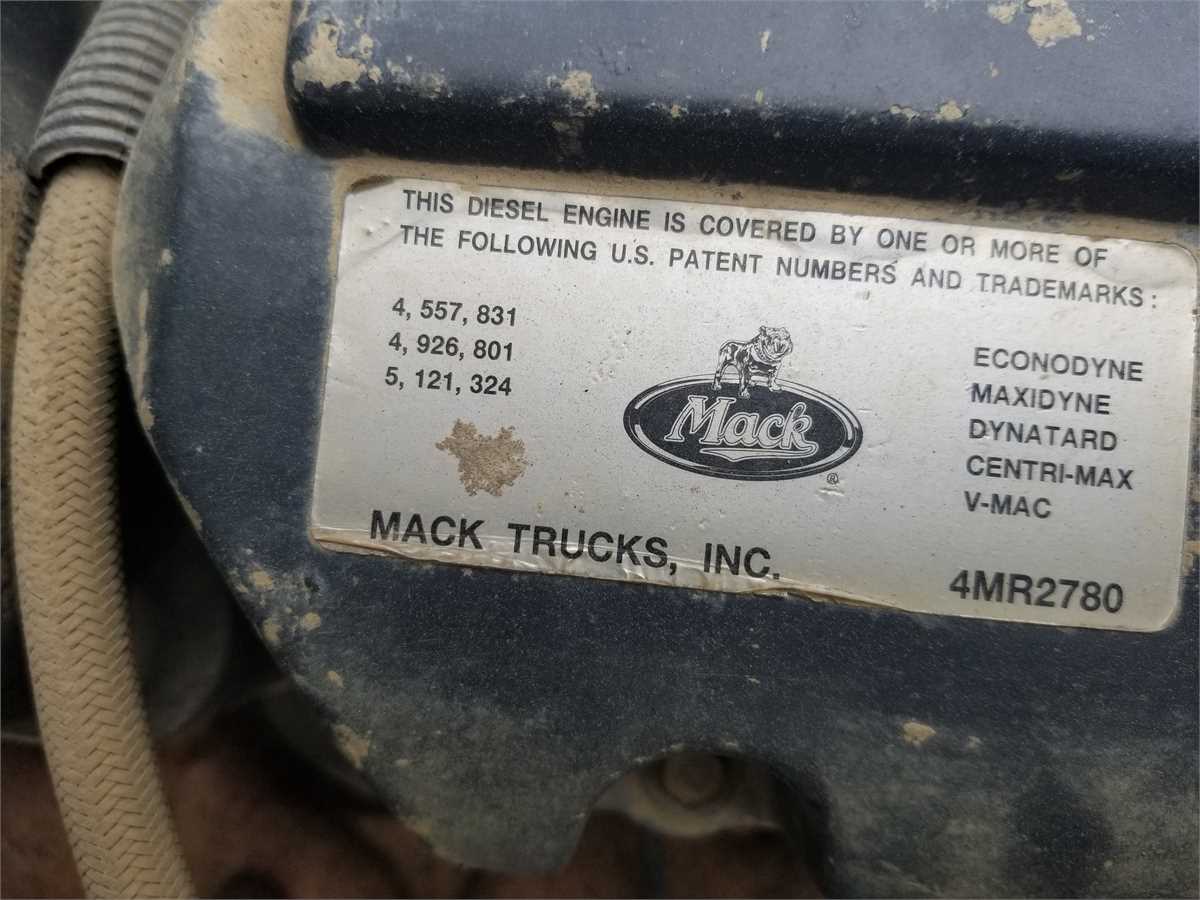 THIS DIESEL ENGINE IS COVERED BY ONE OR MORE OF
THE FOLLOWING U.S. PATENT NUMBERS AND TRADEMARKS:
4, 557, 831
4, 926, 801
5, 121, 324
Mack
®
ECONODYNE
MAXIDYNE
DYNATARD
CENTRI-MAX
V-MAC
MACK TRUCKS, INC.
4MR2780